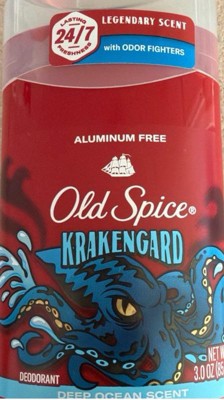 LASTING
24/7
FRESHNESS
LEGENDARY SCENT
with ODOR FIGHTERS
ALUMINUM FREE
Old Spice®
KRAKENGARD
DEODORANT
NET
3.0 OZ
DEEP OCEAN SCENT